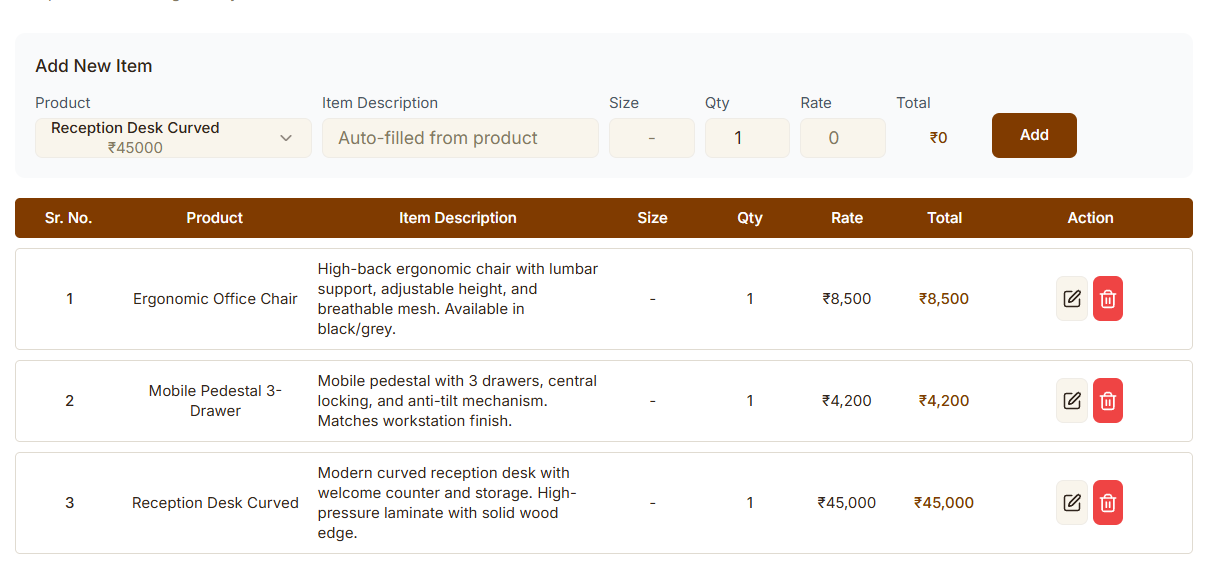 Add New Item
Product Item Description Size Qty Rate Total
Reception Desk Curved
₹45000
Auto-filled from product - 1 0 ₹0 Add
Sr. No. Product Item Description Size Qty Rate Total Action
1 Ergonomic Office Chair
High-back ergonomic chair with lumbar
support, adjustable height, and
breathable mesh. Available in
black/grey.
- 1 ₹8,500 ₹8,500
2 Mobile Pedestal 3-
Drawer
Mobile pedestal with 3 drawers, central
locking, and anti-tilt mechanism.
Matches workstation finish.
- 1 ₹4,200 ₹4,200
3 Reception Desk Curved
Modern curved reception desk with
welcome counter and storage. High-
pressure laminate with solid wood
edge.
- 1 ₹45,000 ₹45,000